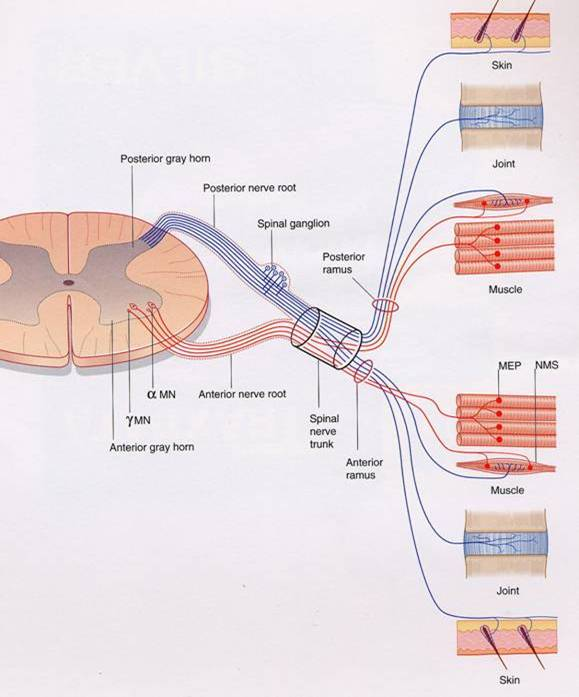 Skin
Joint
Posterior gray horn
Posterior nerve root
Spinal ganglion
Posterior
ramus
Muscle
MEP
NMS
α MN
Anterior nerve root
γMN
Spinal
nerve
trunk
Anterior gray horn
Anterior
ramus
Muscle
Joint
Skin